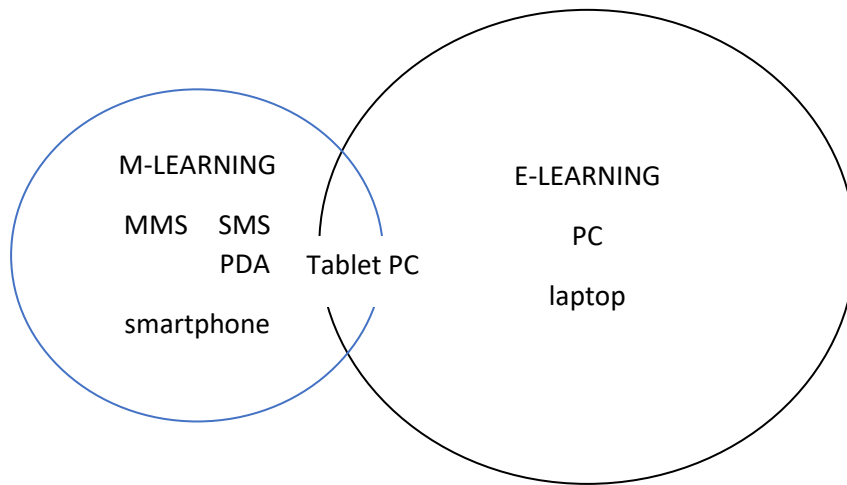 M-LEARNING
MMS SMS
PDA
smartphone
Tablet PC
E-LEARNING
PC
laptop